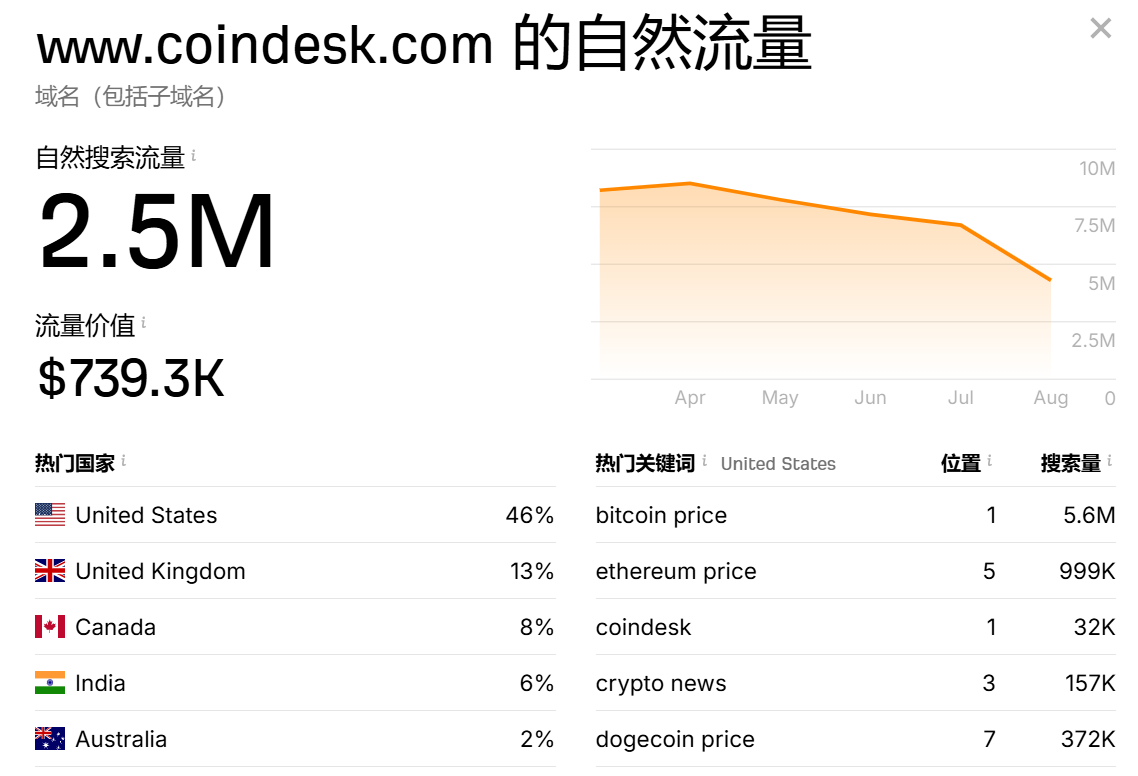 www.coindesk.com 的自然流量
域名（包括子域名）
自然搜索流量 i
2.5M
流量价值 i
$739.3K
10M
7.5M
5M
2.5M
Apr May Jun Jul Aug 0
热门国家 i
United States 46%
United Kingdom 13%
Canada 8%
India 6%
Australia 2%
热门关键词 i United States 位置 i 搜索量 i
bitcoin price 1 5.6M
ethereum price 5 999K
coindesk 1 32K
crypto news 3 157K
dogecoin price 7 372K